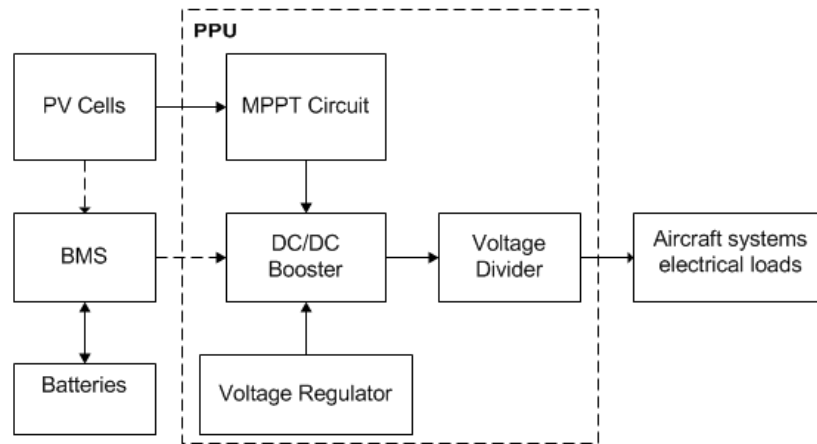 PPU
PV Cells
MPPT Circuit
BMS
DC/DC
Booster
Voltage
Divider
Aircraft systems
electrical loads
Batteries
Voltage Regulator